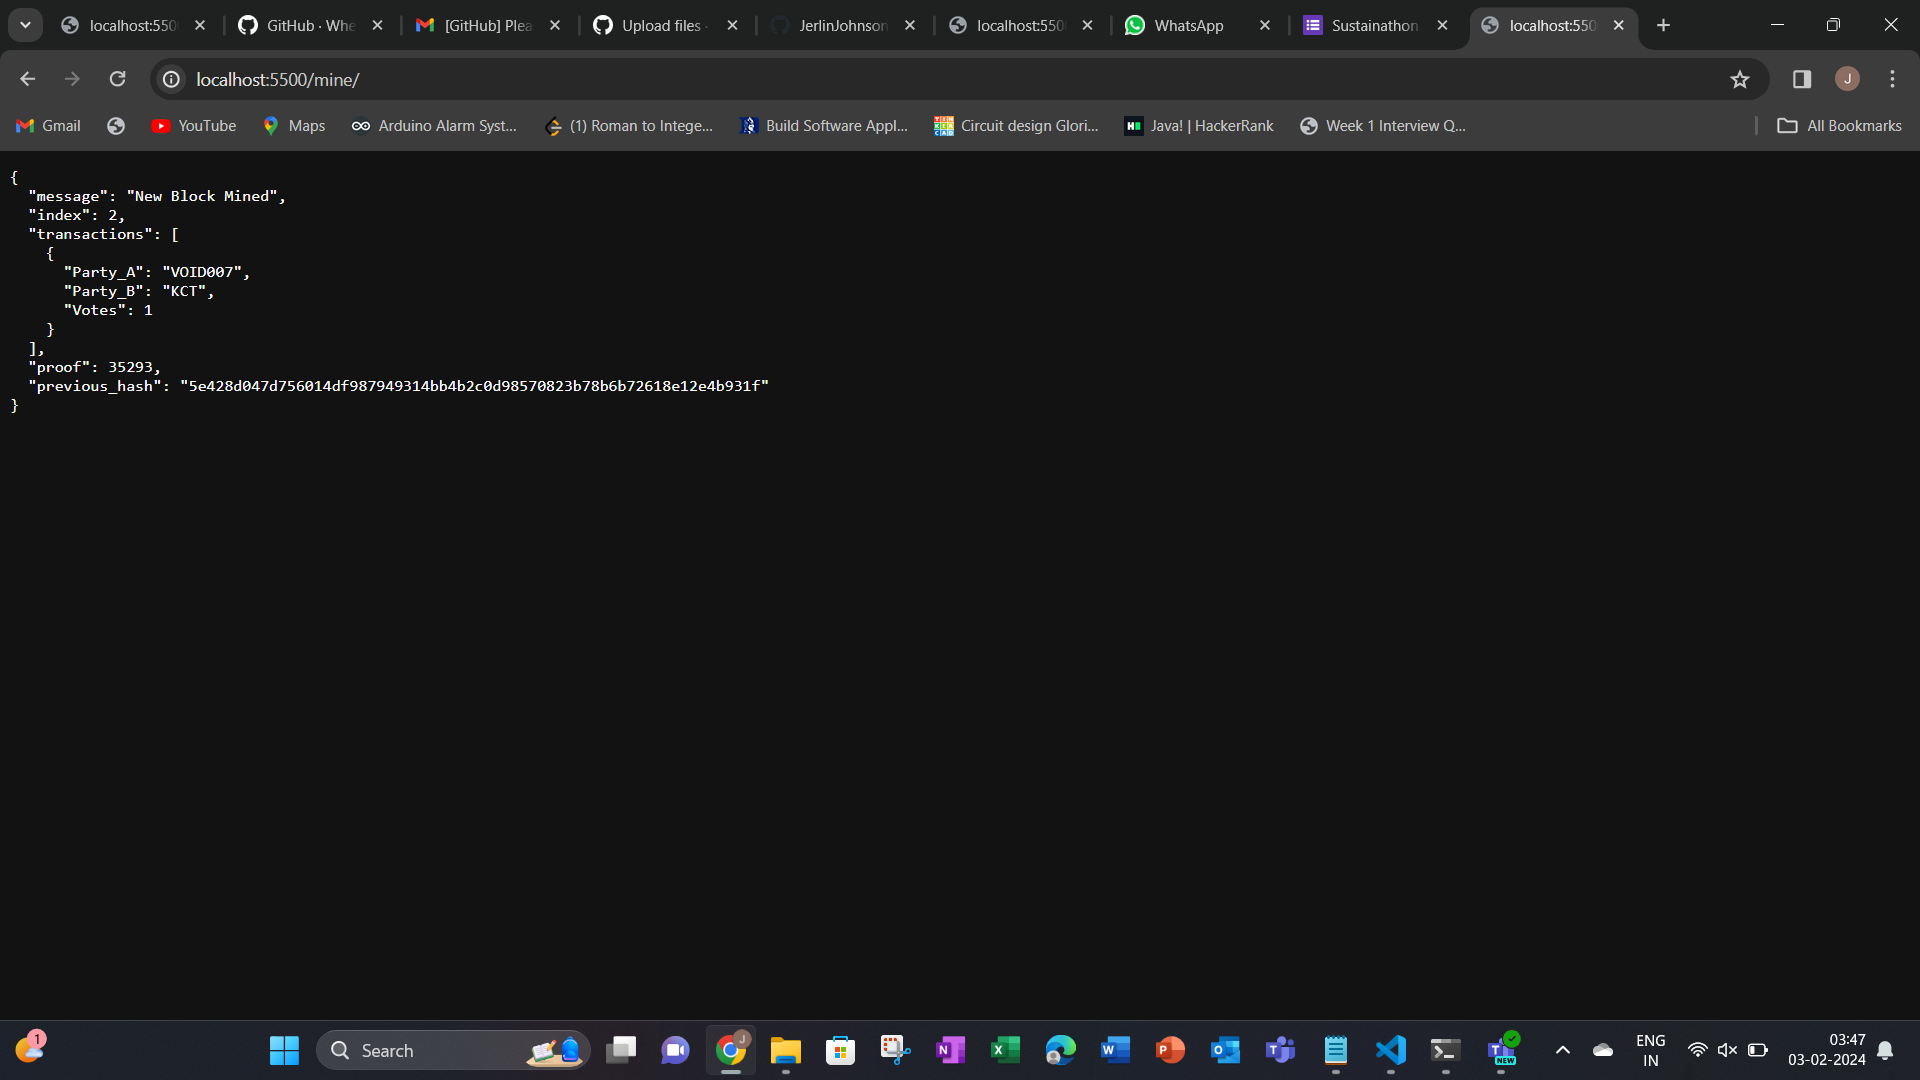 localhost:550
GitHub · Whe
[GitHub] Plea
Upload files ·
JerlinJohnson
localhost:550
WhatsApp
Sustainathon
localhost:550
localhost:5500/mine/
J
Gmail
YouTube
Maps
Arduino Alarm Syst...
(1) Roman to Intege...
Build Software Appl...
Circuit design Glori...
Java! | HackerRank
Week 1 Interview Q...
All Bookmarks
{
"message": "New Block Mined",
"index": 2,
"transactions": [
{
"Party_A": "VOID007",
"Party_B": "KCT",
"Votes": 1
}
],
"proof": 35293,
"previous_hash": "5e428d047d756014df987949314bb4b2c0d98570823b78b6b72618e12e4b931f"
}
1
Search
NEW
ENG
IN
03:47
03-02-2024